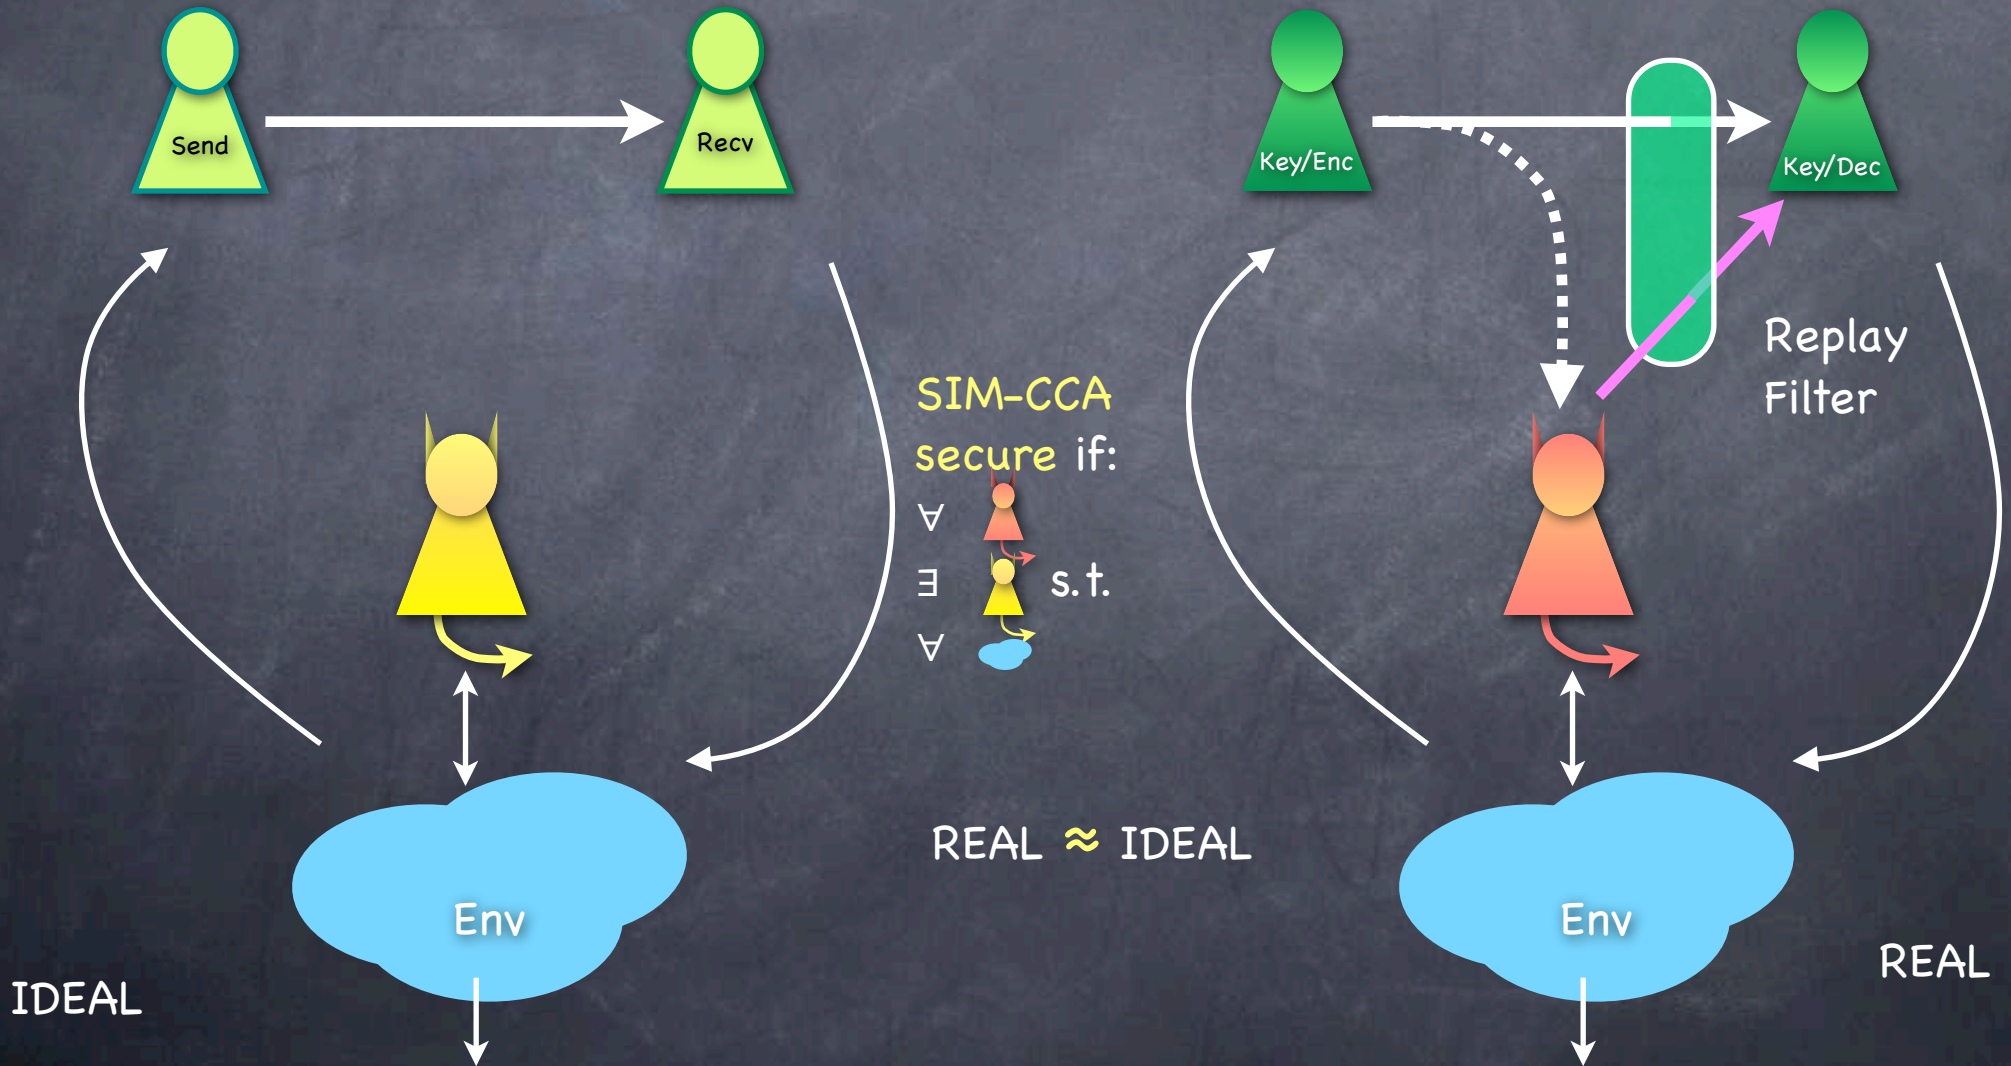 Send
Recv
Key/Enc
Key/Dec
Replay
Filter
SIM-CCA
secure if:
∀
∃ s.t.
∀
REAL ≈ IDEAL
Env
Env
IDEAL
REAL